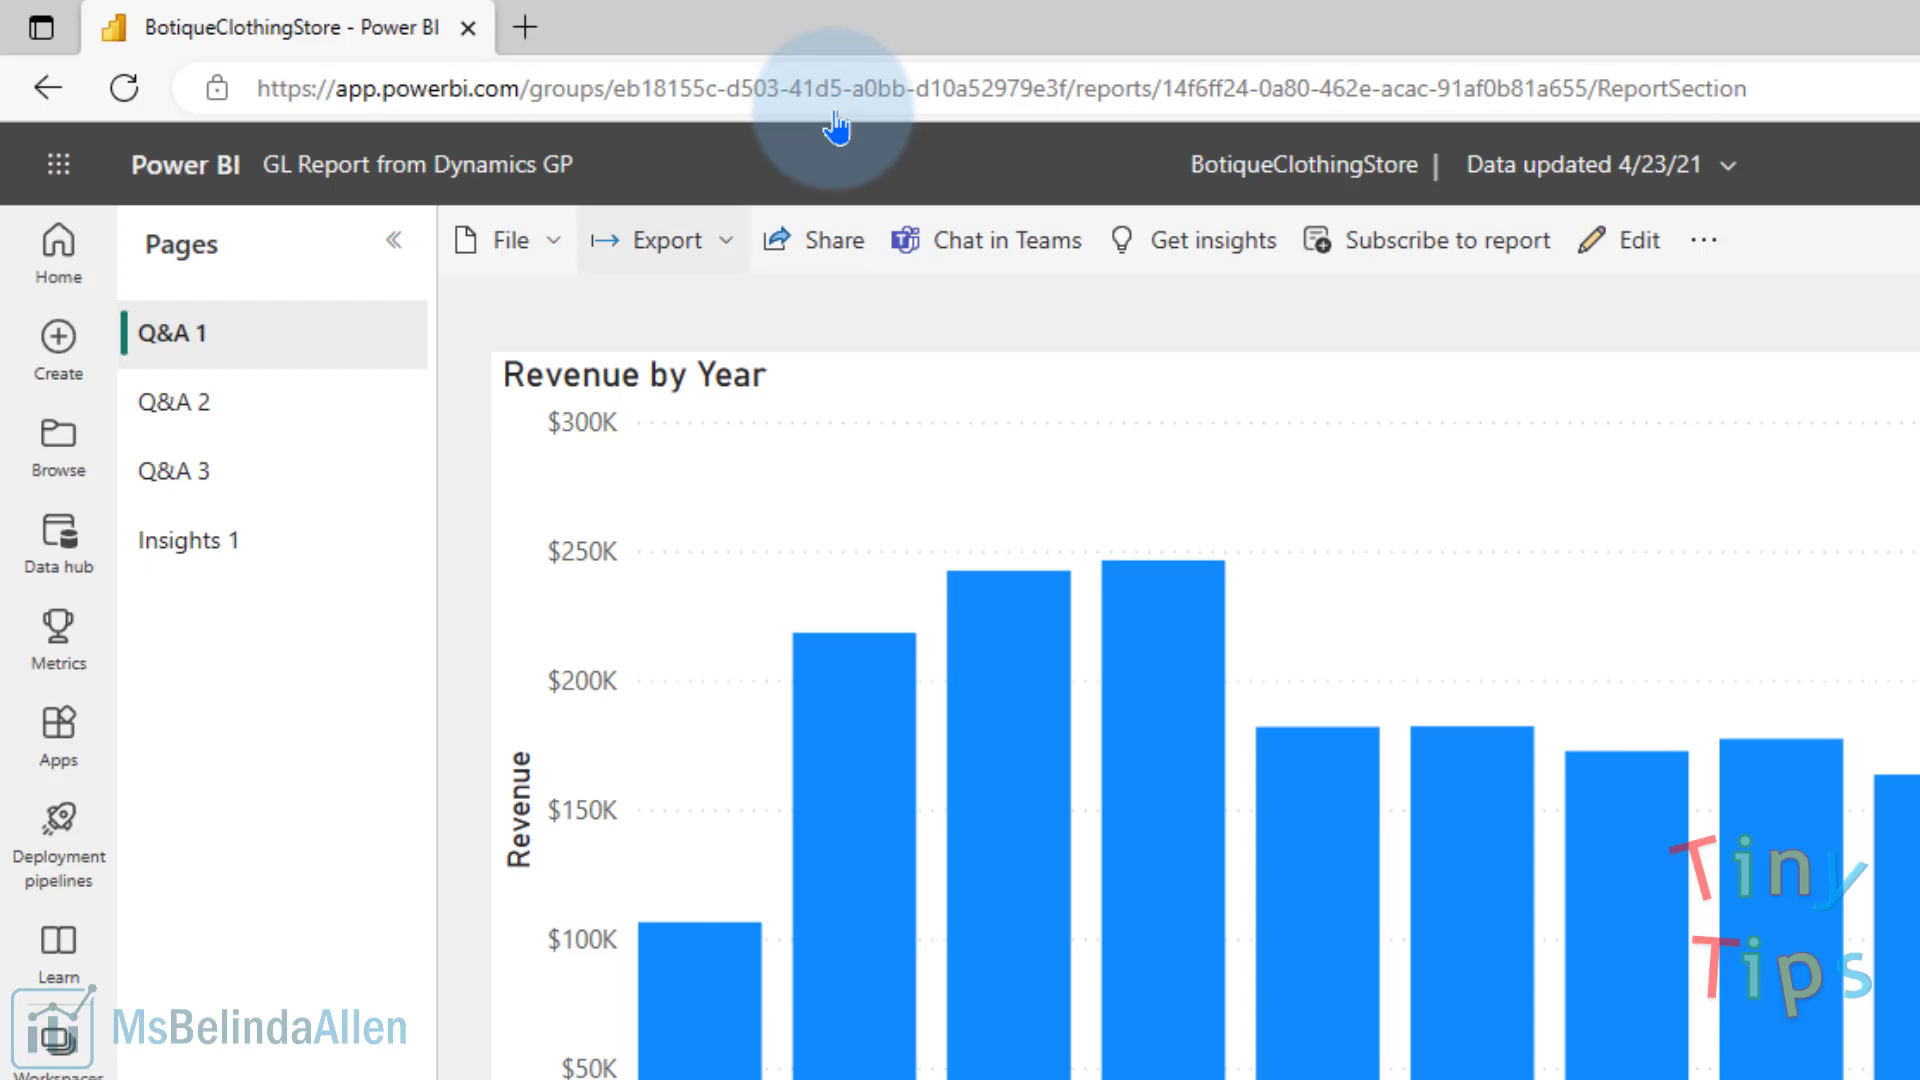 BotiqueClothingStore - Power BI
https://app.powerbi.com/groups/eb18155c-d503-41d5-a0bb-d10a52979e3f/reports/14f6ff24-0a80-462e-acac-91af0b81a655/ReportSection
Power BI GL Report from Dynamics GP BotiqueClothingStore | Data updated 4/23/21
Home
Create
Browse
Data hub
Metrics
Apps
Deployment
pipelines
Learn
Workspaces
Pages
Q&A 1
Q&A 2
Q&A 3
Insights 1
File Export Share Chat in Teams Get insights Subscribe to report Edit
Revenue by Year
$300K
$250K
$200K
$150K
$100K
$50K
Revenue
Tiny
Tips
MsBelindaAllen